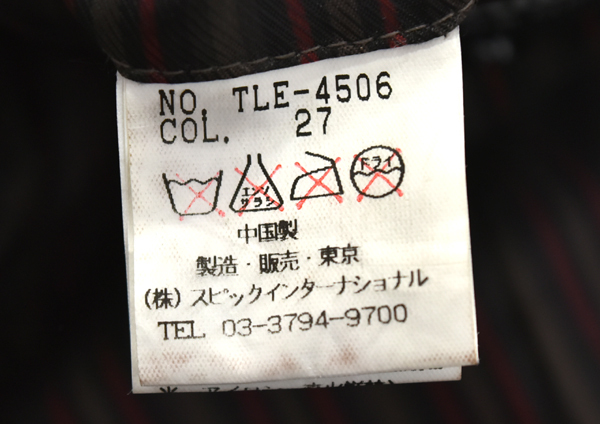 NO. TLE-4506
COL. 27
エンソ サラシ ドライ
中国製
製造・販売・東京
(株) スピックインターナショナル
TEL 03-3794-9700